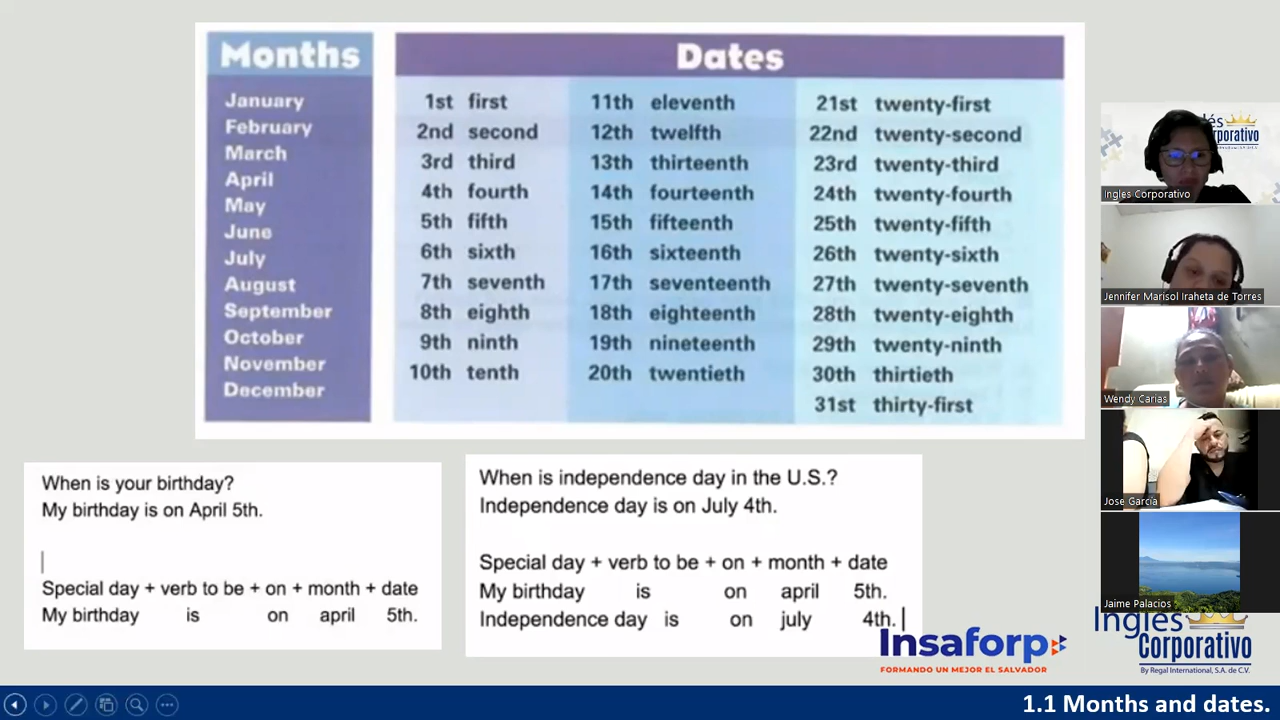 Months
January
February
March
April
May
June
July
August
September
October
November
December
Dates
1st first
2nd second
3rd third
4th fourth
5th fifth
6th sixth
7th seventh
8th eighth
9th ninth
10th tenth
11th eleventh
12th twelfth
13th thirteenth
14th fourteenth
15th fifteenth
16th sixteenth
17th seventeenth
18th eighteenth
19th nineteenth
20th twentieth
21st twenty-first
22nd twenty-second
23rd twenty-third
24th twenty-fourth
25th twenty-fifth
26th twenty-sixth
27th twenty-seventh
28th twenty-eighth
29th twenty-ninth
30th thirtieth
31st thirty-first
When is your birthday?
My birthday is on April 5th.
Special day + verb to be + on + month + date
My birthday is on april 5th.
When is independence day in the U.S.?
Independence day is on July 4th.
Special day + verb to be + on + month + date
My birthday is on april 5th.
Independence day is on july 4th.
Insaforp
FORMANDO UN MEJOR EL SALVADOR
Ingles Corporativo
Jennifer Marisol Iraheta de Torres
Wendy Carias
Jose García
Jaime Palacios
Inglés
Corporativo
By Regal International, S.A. de C.V.
1.1 Months and dates.